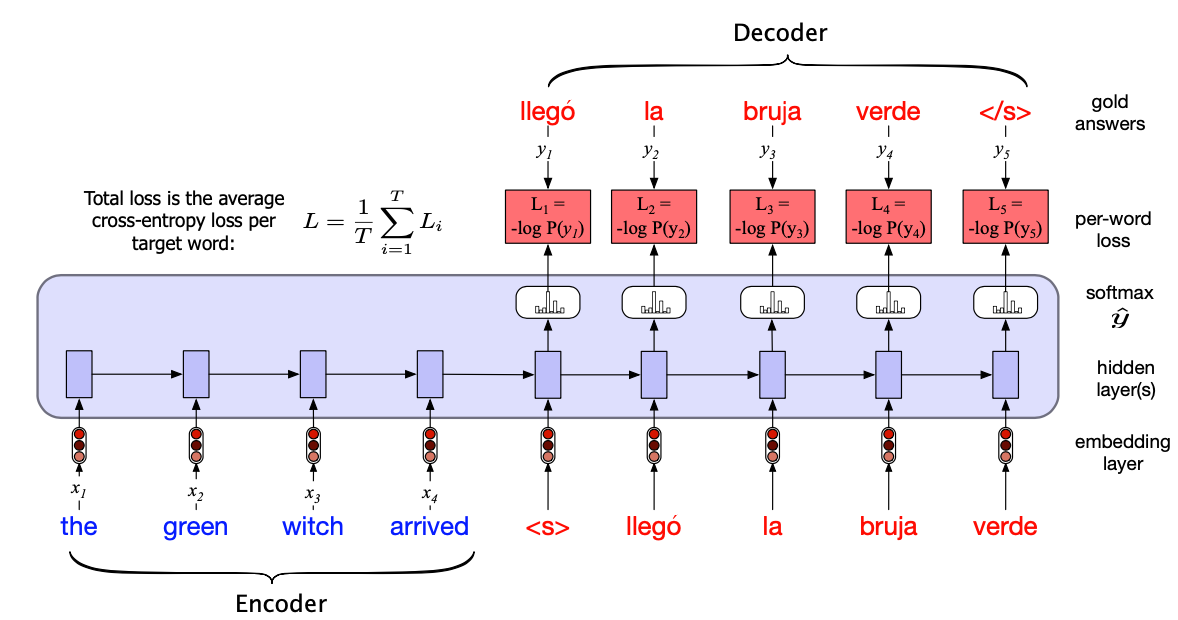 Decoder
llegó la bruja verde </s>
gold
answers
y1 y2 y3 y4 y5
Total loss is the average
cross-entropy loss per
target word:
L = 1/T ∑ i=1 T Li
L1 =
-log P(y1)
L2 =
-log P(y2)
L3 =
-log P(y3)
L4 =
-log P(y4)
L5 =
-log P(y5)
per-word
loss
softmax
ŷ
hidden
layer(s)
embedding
layer
x1 x2 x3 x4
the green witch arrived <s> llegó la bruja verde
Encoder